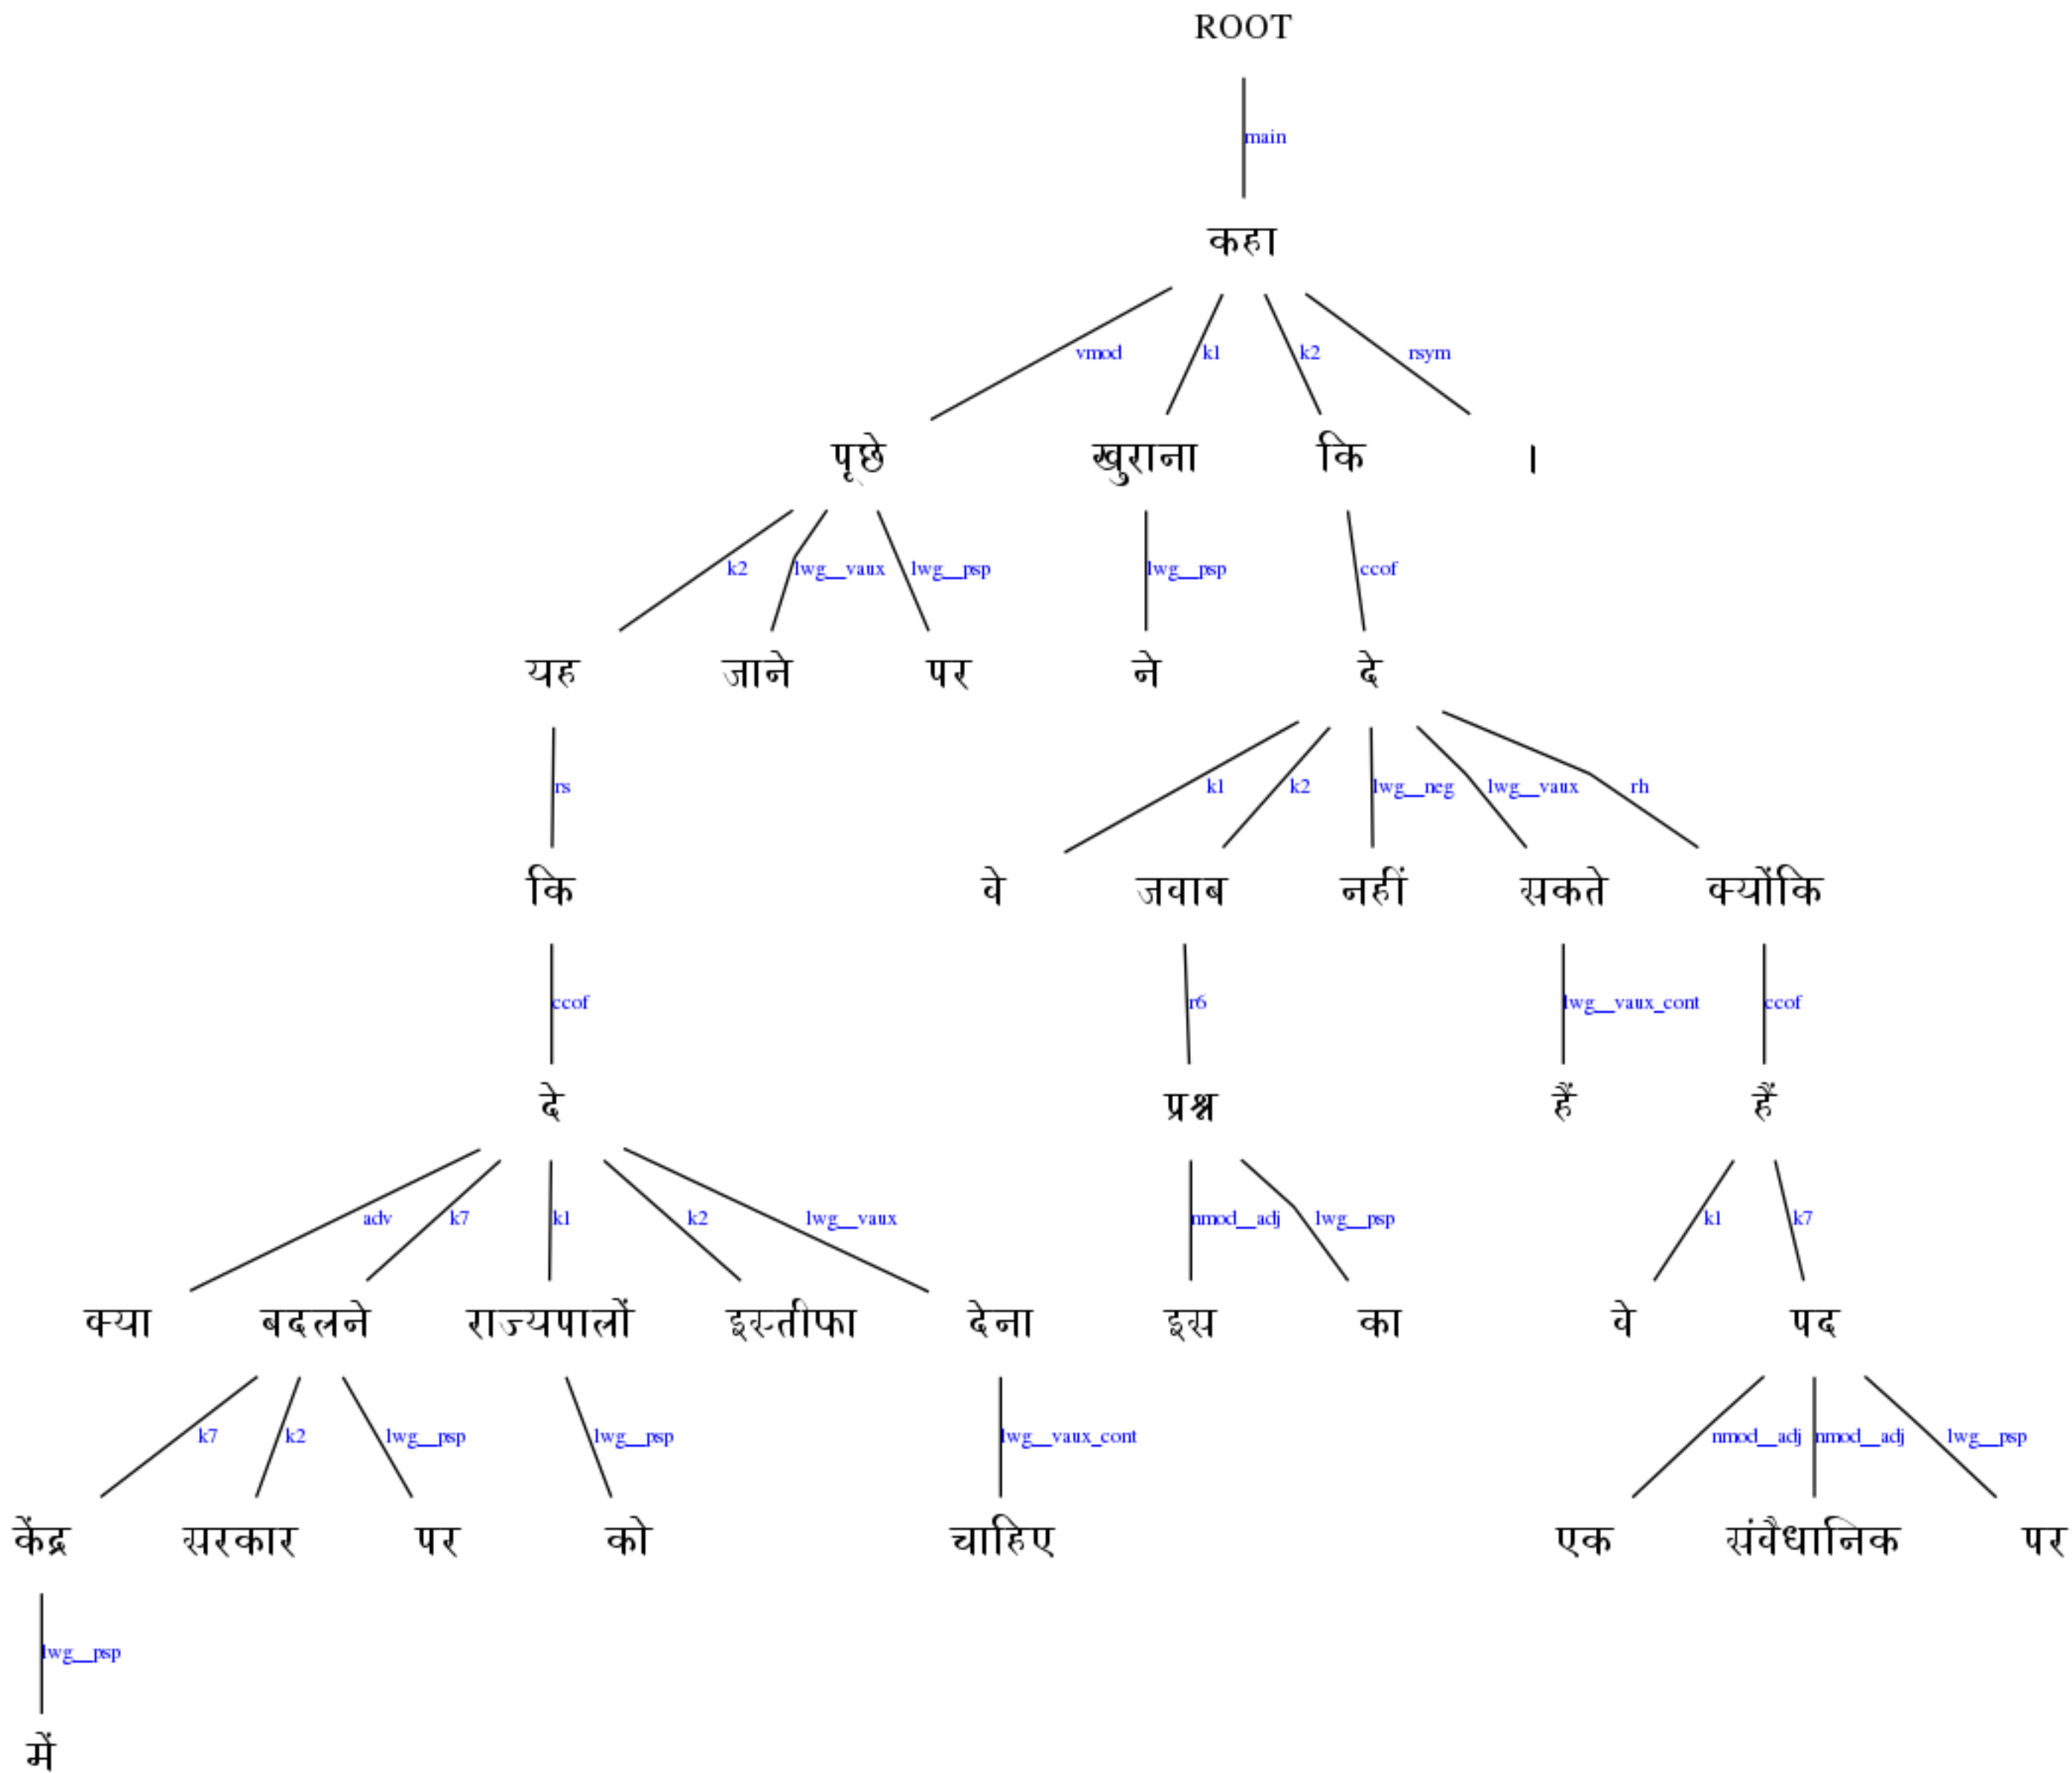 ROOT
main
कहा
vmod k1 k2 rsym
पूछे खुराना कि ।
k2 lwg__vaux lwg__psp lwg__psp ccof
यह जाने पर ने दे
rs k1 k2 lwg__neg lwg__vaux rh
कि वे जवाब नहीं सकते क्योंकि
ccof r6 lwg__vaux_cont ccof
दे प्रश्न हैं हैं
adv k7 k1 k2 lwg__vaux nmod__adj lwg__psp k1 k7
क्या बदलने राज्यपालों इस्तीफा देना इस का वे पद
k7 k2 lwg__psp lwg__psp lwg__vaux_cont nmod__adj nmod__adj lwg__psp
केंद्र सरकार पर को चाहिए एक संवैधानिक पर
lwg__psp
में